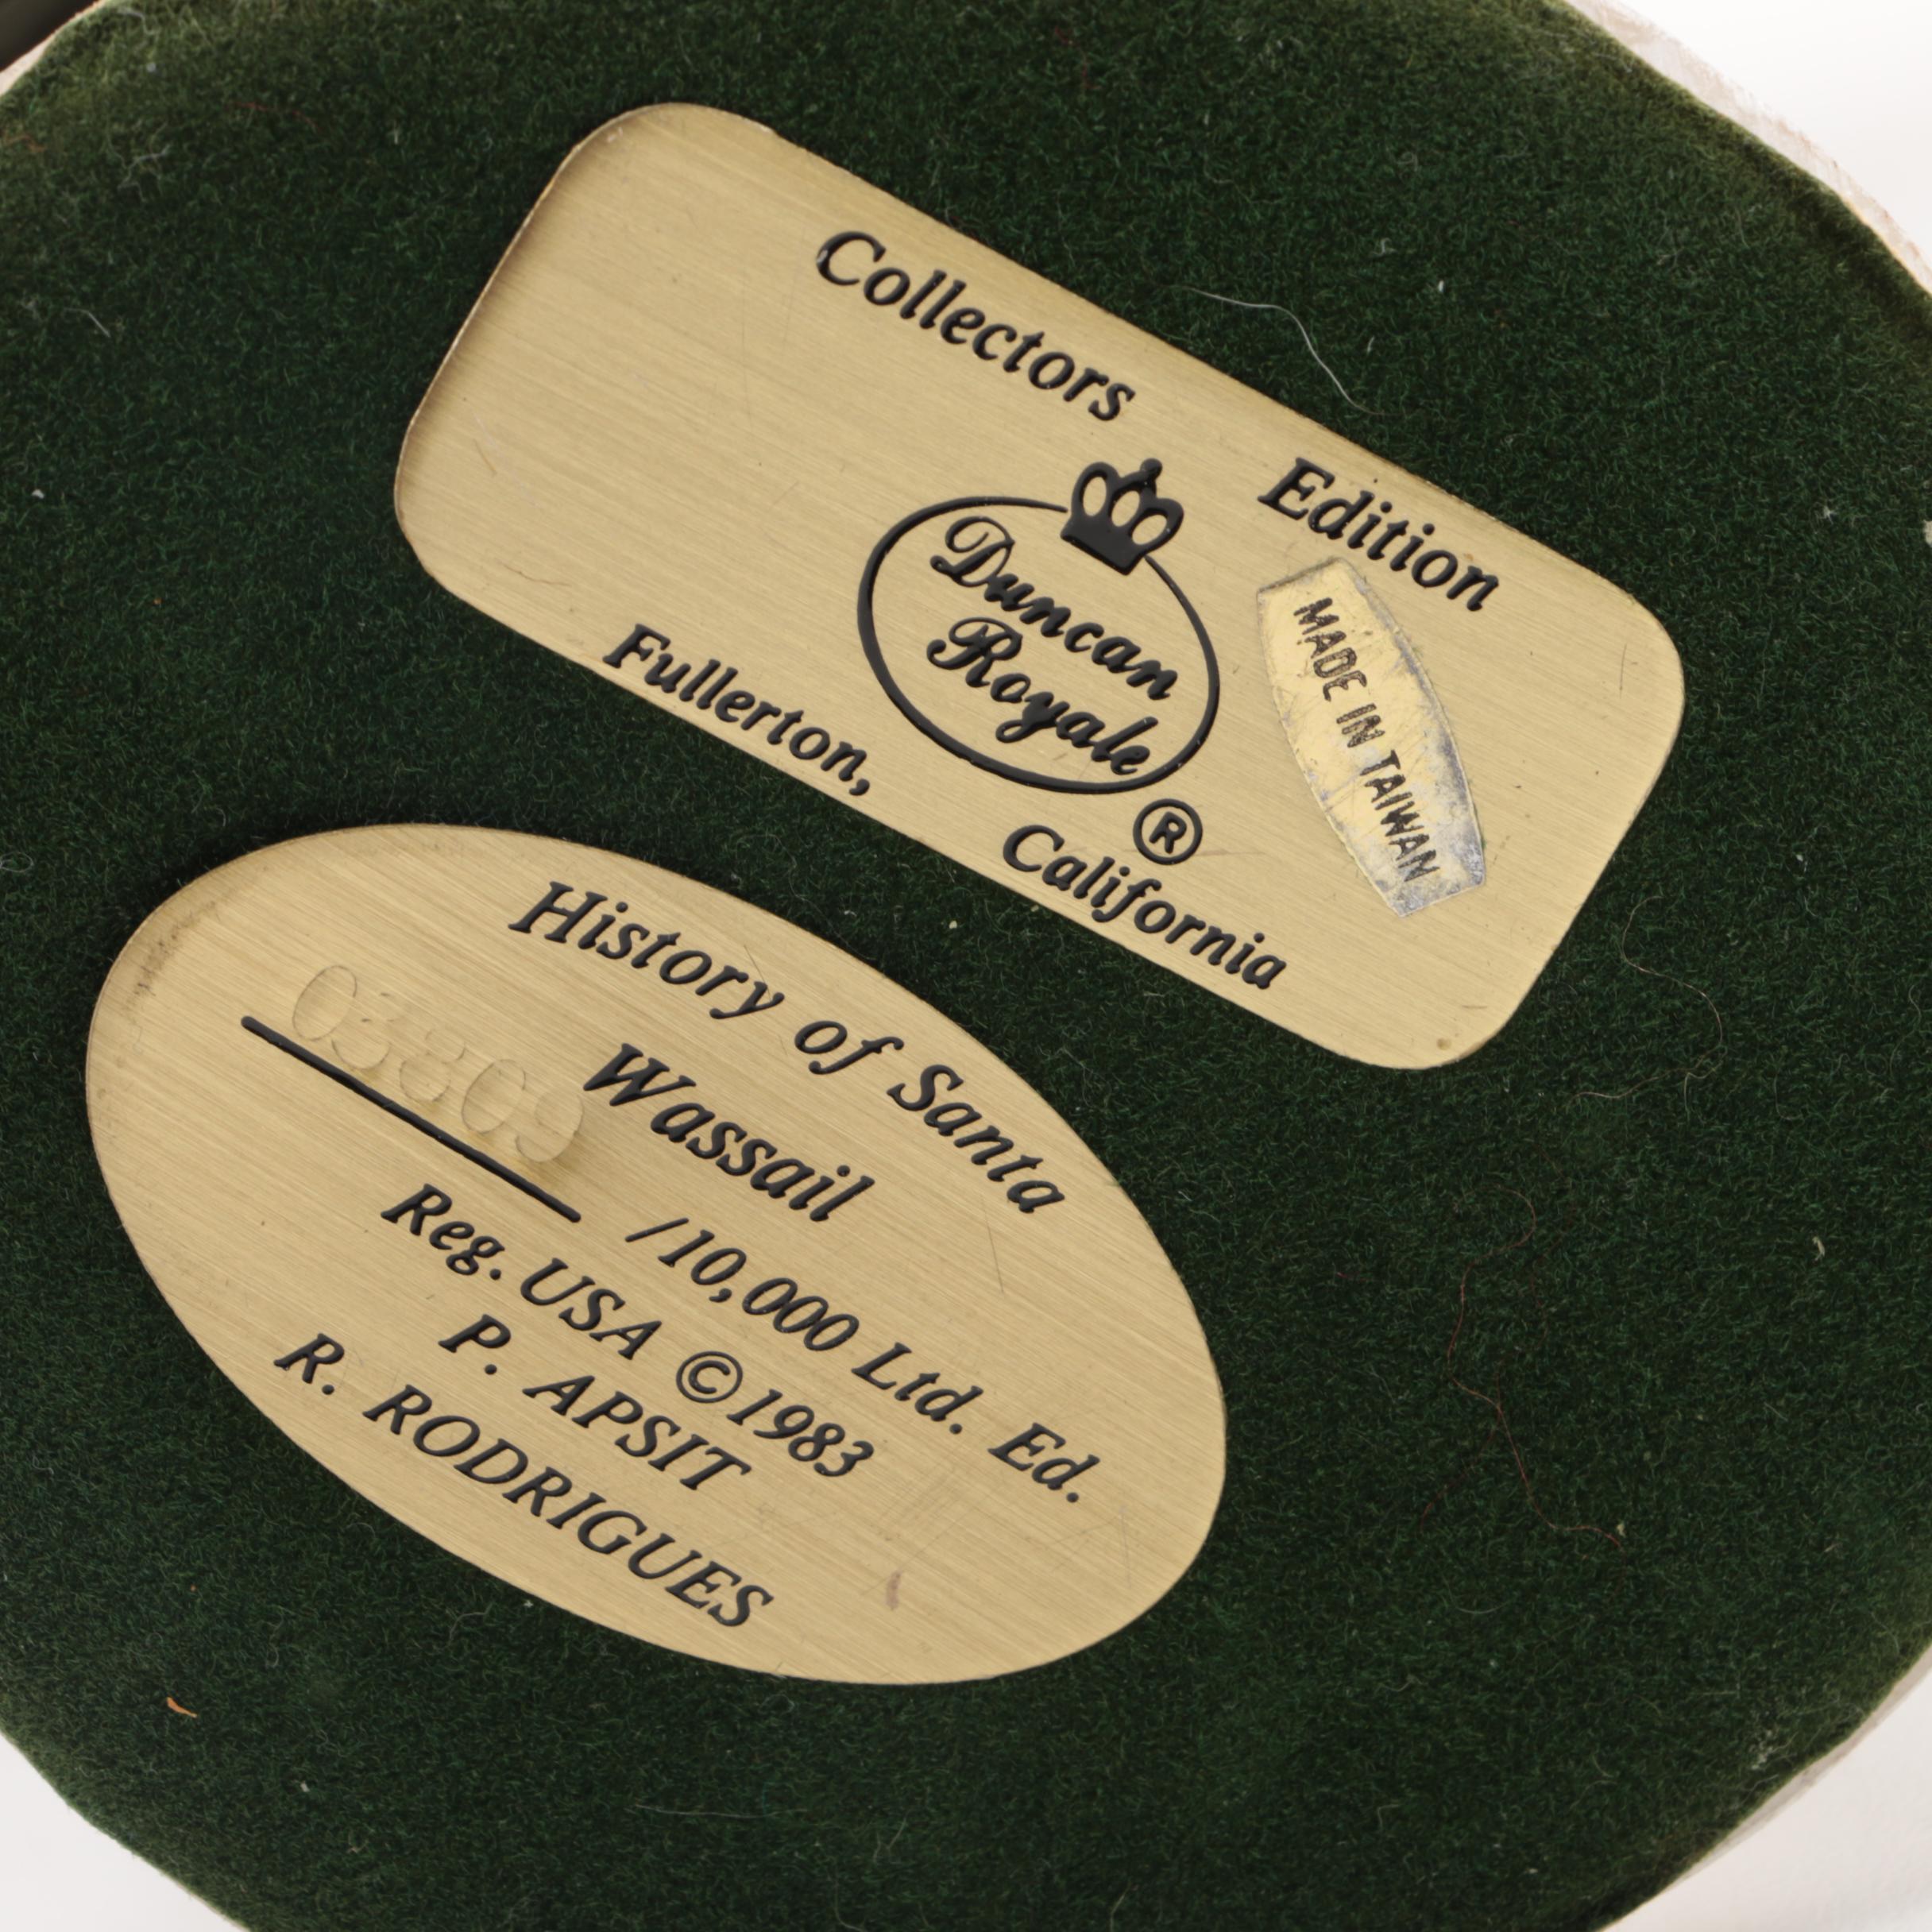 Collectors Edition
Duncan
Royale
®
Fullerton, California
MADE IN TAIWAN
History of Santa
Wassail
03809 /10,000 Ltd. Ed.
Reg. USA ©1983
P. APSIT
R. RODRIGUES